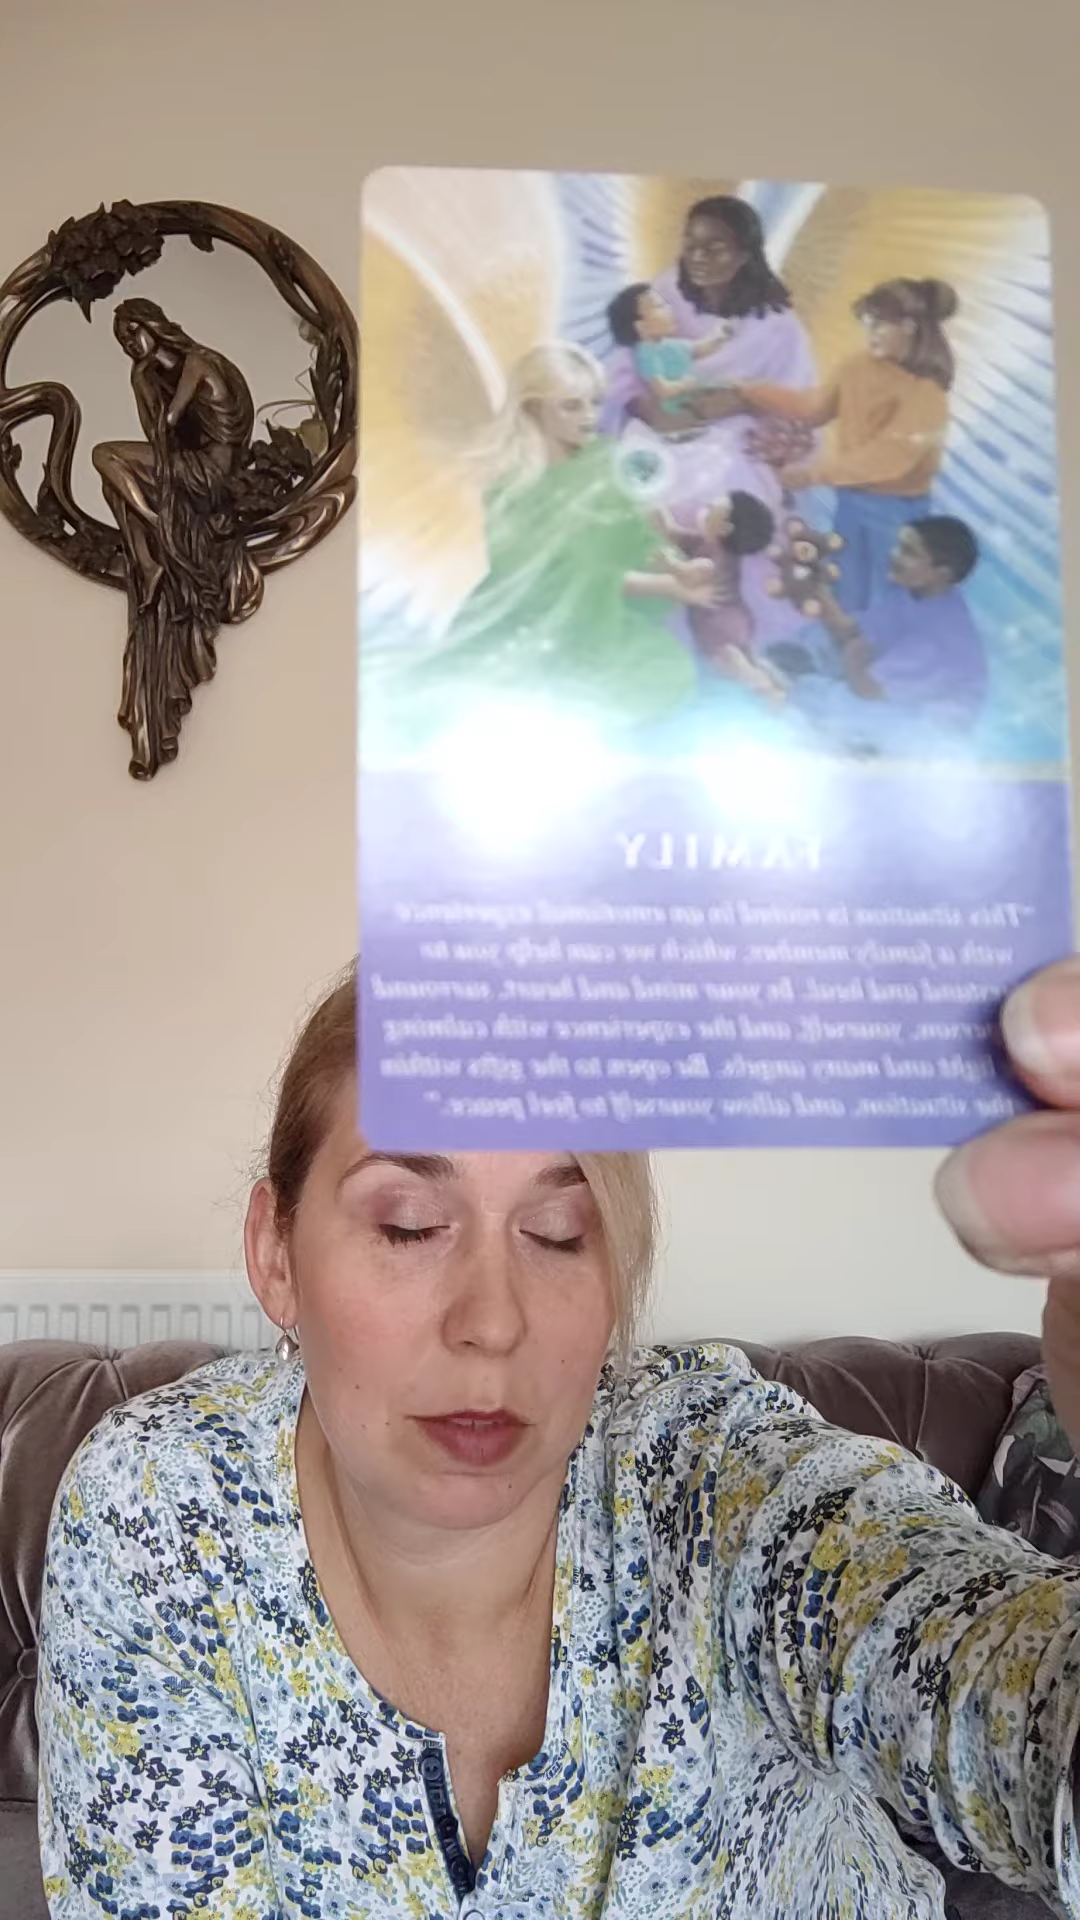 FAMILY
"This situation is rooted in an emotional experience
with a family member, which we can help you to
and heal. In your mind and heart, surround
yourself, and the experience with calming
light and many angels. Be open to the gifts within
the situation, and allow yourself to feel peace."